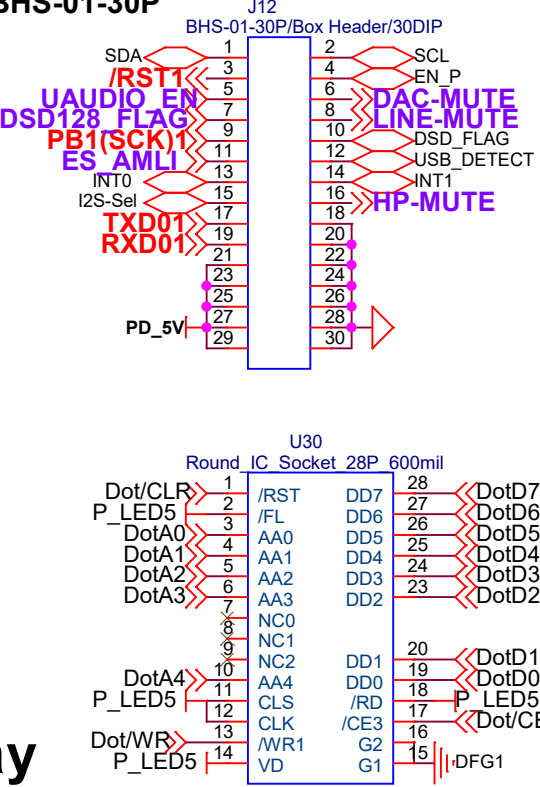 BHS-01-30P
J12
BHS-01-30P/Box Header/30DIP
SDA 1 2 SCL
/RST1 3 4 EN_P
UAUDIO_EN 5 6 DAC-MUTE
DSD128_FLAG 7 8 LINE-MUTE
PB1(SCK)1 9 10 DSD_FLAG
ES_AMLI 11 12 USB_DETECT
INT0 13 14 INT1
I2S-Sel 15 16 HP-MUTE
TXD01 17 18
RXD01 19 20
21 22
23 24
25 26
PD_5V 27 28
29 30
U30
Round_IC_Socket_28P_600mil
Dot/CLR 1 /RST DD7 28 DotD7
P_LED5 2 /FL DD6 27 DotD6
DotA0 3 AA0 DD5 26 DotD5
DotA1 4 AA1 DD4 25 DotD4
DotA2 5 AA2 DD3 24 DotD3
DotA3 6 AA3 DD2 23 DotD2
7 NC0
8 NC1
9 NC2 DD1 20 DotD1
DotA4 10 AA4 DD0 19 DotD0
P_LED5 11 CLS /RD 18 P_LED5
12 CLK /CE3 17 Dot/CE
Dot/WR 13 /WR1 G2 16
P_LED5 14 VD G1 15 DFG1
ay